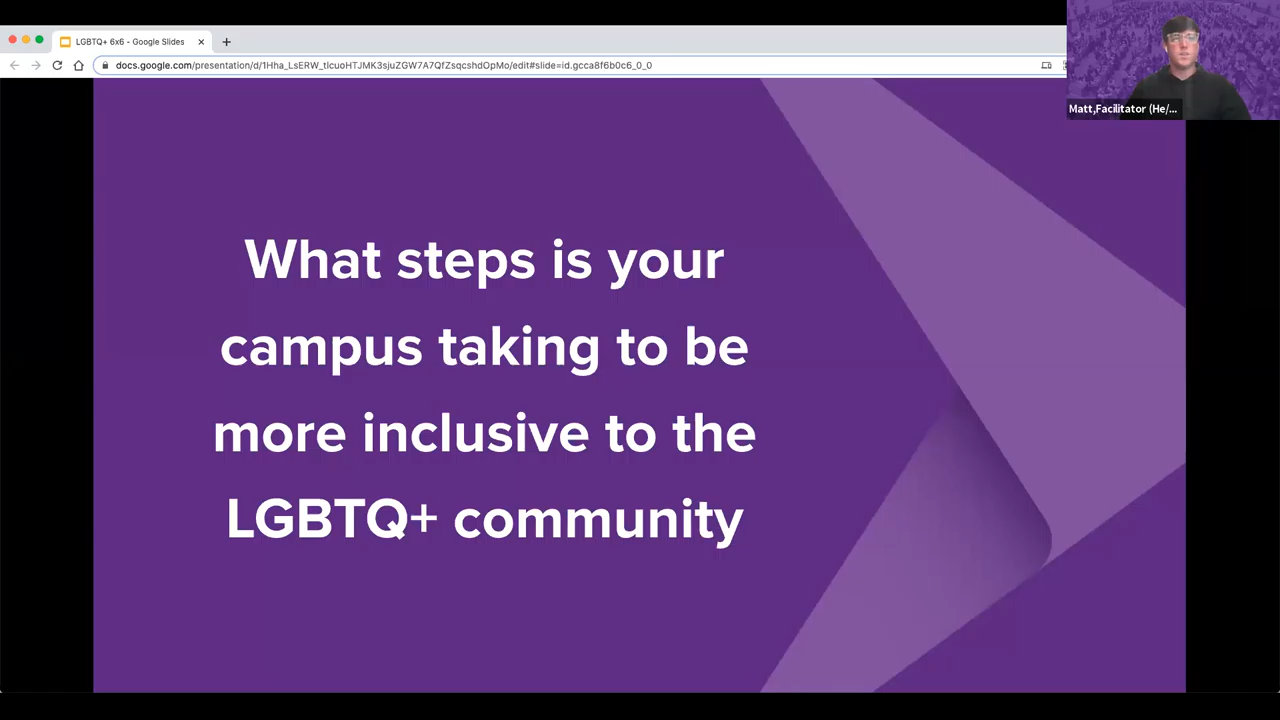 LGBTQ+ 6x6 - Google Slides
docs.google.com/presentation/d/1Hha_LsERW_tIcuoHTJMK3sjuZGW7A7QfZsqcshdOpMo/edit#slide=id.gcca8f6b0c6_0_0
Matt,Facilitator (He/...
What steps is your
campus taking to be
more inclusive to the
LGBTQ+ community